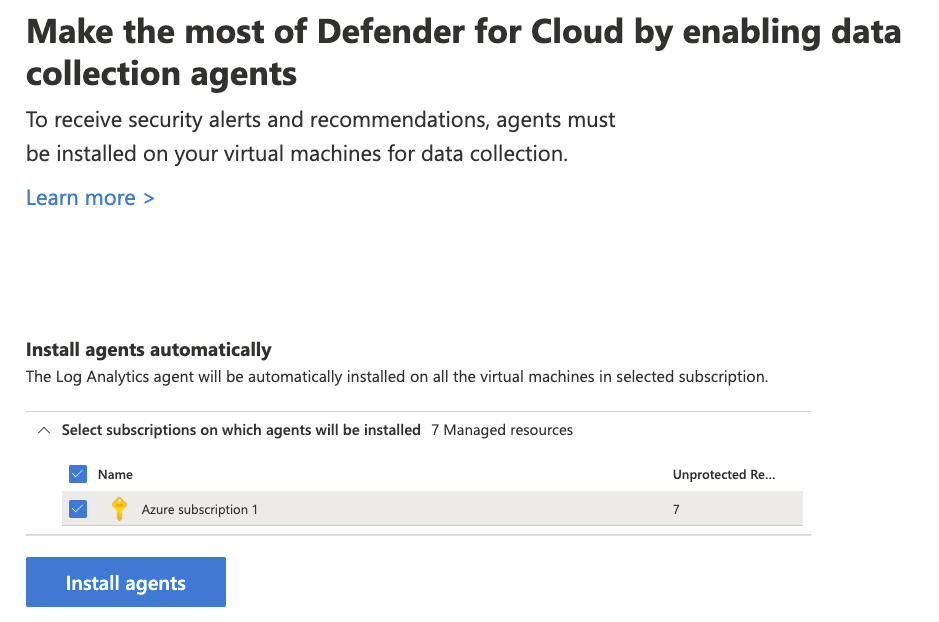 Make the most of Defender for Cloud by enabling data
collection agents
To receive security alerts and recommendations, agents must
be installed on your virtual machines for data collection.
Learn more >
Install agents automatically
The Log Analytics agent will be automatically installed on all the virtual machines in selected subscription.
Select subscriptions on which agents will be installed 7 Managed resources
Name Unprotected Re...
Azure subscription 1 7
Install agents